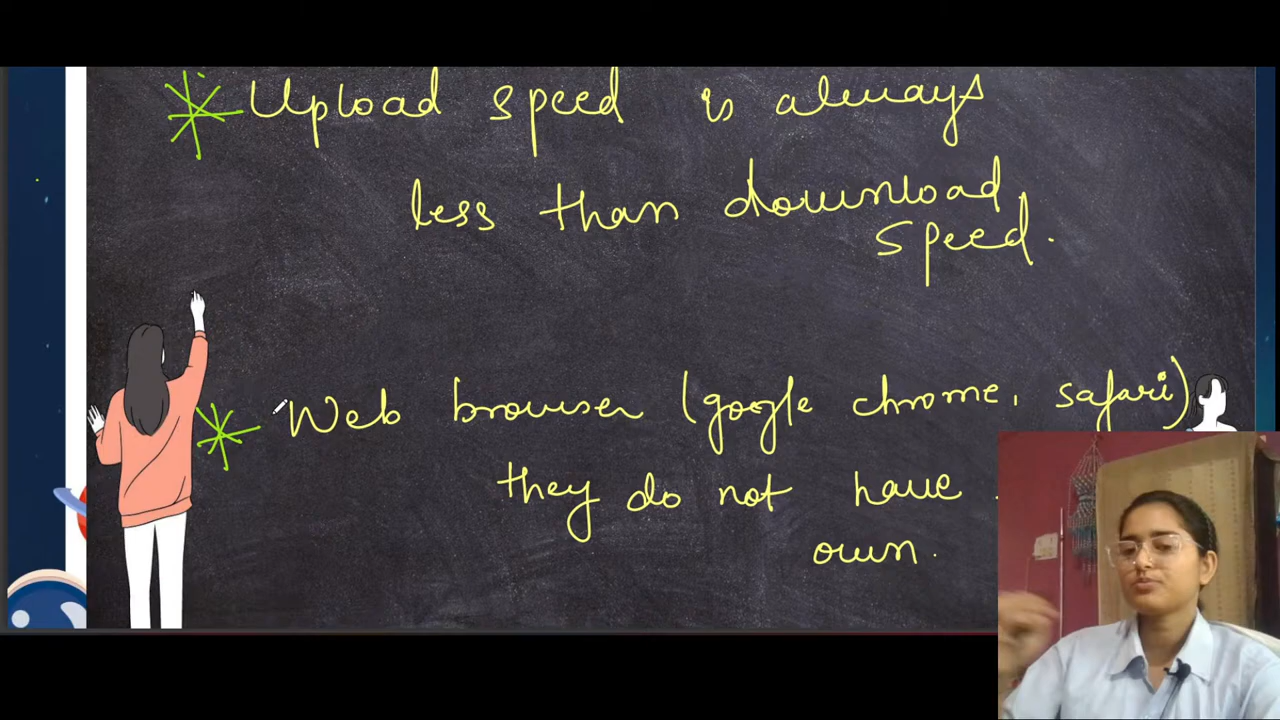 Upload speed is always
less than download
speed.
Web browser (google chrome, safari)
they do not have
own.